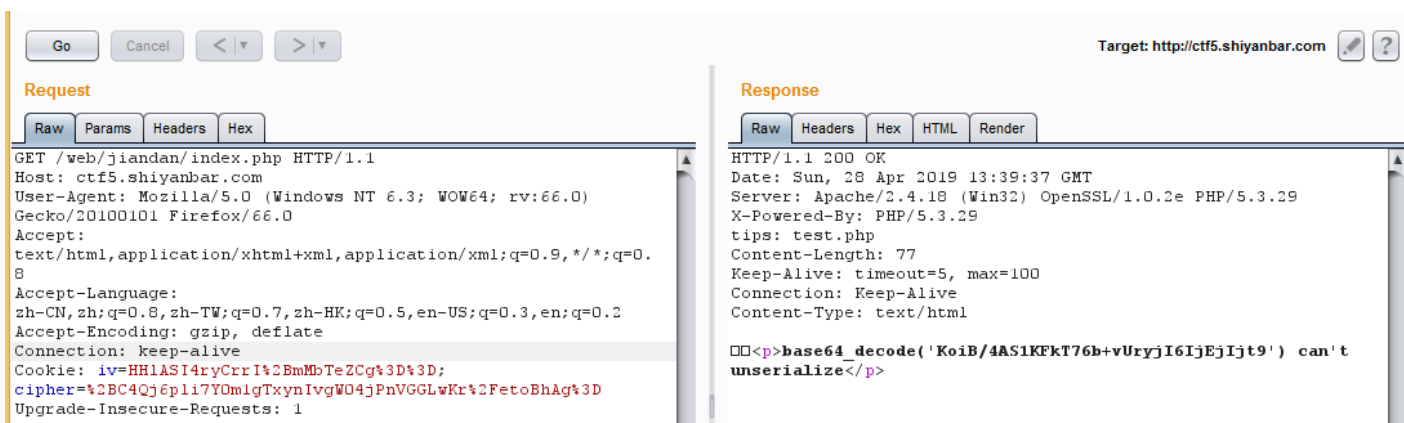 Go Cancel < > Target: http://ctf5.shiyanbar.com ?
Request
Raw Params Headers Hex
GET /web/jiandan/index.php HTTP/1.1
Host: ctf5.shiyanbar.com
User-Agent: Mozilla/5.0 (Windows NT 6.3; WOW64; rv:66.0)
Gecko/20100101 Firefox/66.0
Accept:
text/html,application/xhtml+xml,application/xml;q=0.9,*/*;q=0.
8
Accept-Language:
zh-CN,zh;q=0.8,zh-TW;q=0.7,zh-HK;q=0.5,en-US;q=0.3,en;q=0.2
Accept-Encoding: gzip, deflate
Connection: keep-alive
Cookie: iv=HHlASI4ryCrrI%2BmMbTeZCg%3D%3D;
cipher=%2BC4Qj6pli7Y0m1gTxynIvgW04jPnVGGLwKr%2FetoBhAg%3D
Upgrade-Insecure-Requests: 1
Response
Raw Headers Hex HTML Render
HTTP/1.1 200 OK
Date: Sun, 28 Apr 2019 13:39:37 GMT
Server: Apache/2.4.18 (Win32) OpenSSL/1.0.2e PHP/5.3.29
X-Powered-By: PHP/5.3.29
tips: test.php
Content-Length: 77
Keep-Alive: timeout=5, max=100
Connection: Keep-Alive
Content-Type: text/html
<p>base64_decode('KoiB/4AS1KFkT76b+vUryjI6IjEjIjt9') can't
unserialize</p>